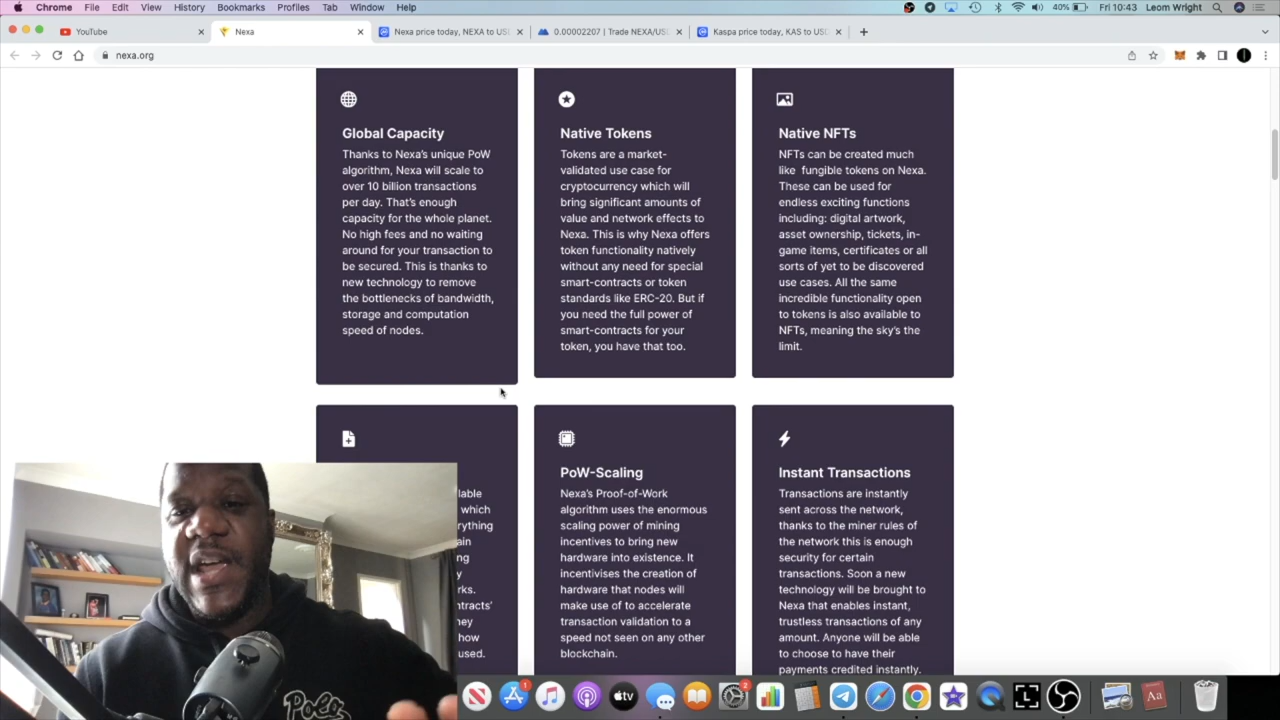 Chrome File Edit View History Bookmarks Profiles Tab Window Help
40% Fri 10:43 Leom Wright
YouTube
Nexa
Nexa price today, NEXA to US
0.00002207 | Trade NEXA/US
Kaspa price today, KAS to USD
nexa.org
Global Capacity
Thanks to Nexa's unique PoW
algorithm, Nexa will scale to
over 10 billion transactions
per day. That's enough
capacity for the whole planet.
No high fees and no waiting
around for your transaction to
be secured. This is thanks to
new technology to remove
the bottlenecks of bandwidth,
storage and computation
speed of nodes.
Native Tokens
Tokens are a market-
validated use case for
cryptocurrency which will
bring significant amounts of
value and network effects to
Nexa. This is why Nexa offers
token functionality natively
without any need for special
smart-contracts or token
standards like ERC-20. But if
you need the full power of
smart-contracts for your
token, you have that too.
Native NFTs
NFTs can be created much
like fungible tokens on Nexa.
These can be used for
endless exciting functions
including: digital artwork,
asset ownership, tickets, in-
game items, certificates or all
sorts of yet to be discovered
use cases. All the same
incredible functionality open
to tokens is also available to
NFTs, meaning the sky's the
limit.
lable
which
rything
ain
ng
y
rks.
ntracts'
hey
how
used.
PoW-Scaling
Nexa's Proof-of-Work
algorithm uses the enormous
scaling power of mining
incentives to bring new
hardware into existence. It
incentivises the creation of
hardware that nodes will
make use of to accelerate
transaction validation to a
speed not seen on any other
blockchain.
Instant Transactions
Transactions are instantly
sent across the network,
thanks to the miner rules of
the network this is enough
security for certain
transactions. Soon a new
technology will be brought to
Nexa that enables instant,
trustless transactions of any
amount. Anyone will be able
to choose to have their
payments credited instantly.
Polo
tv
Aa